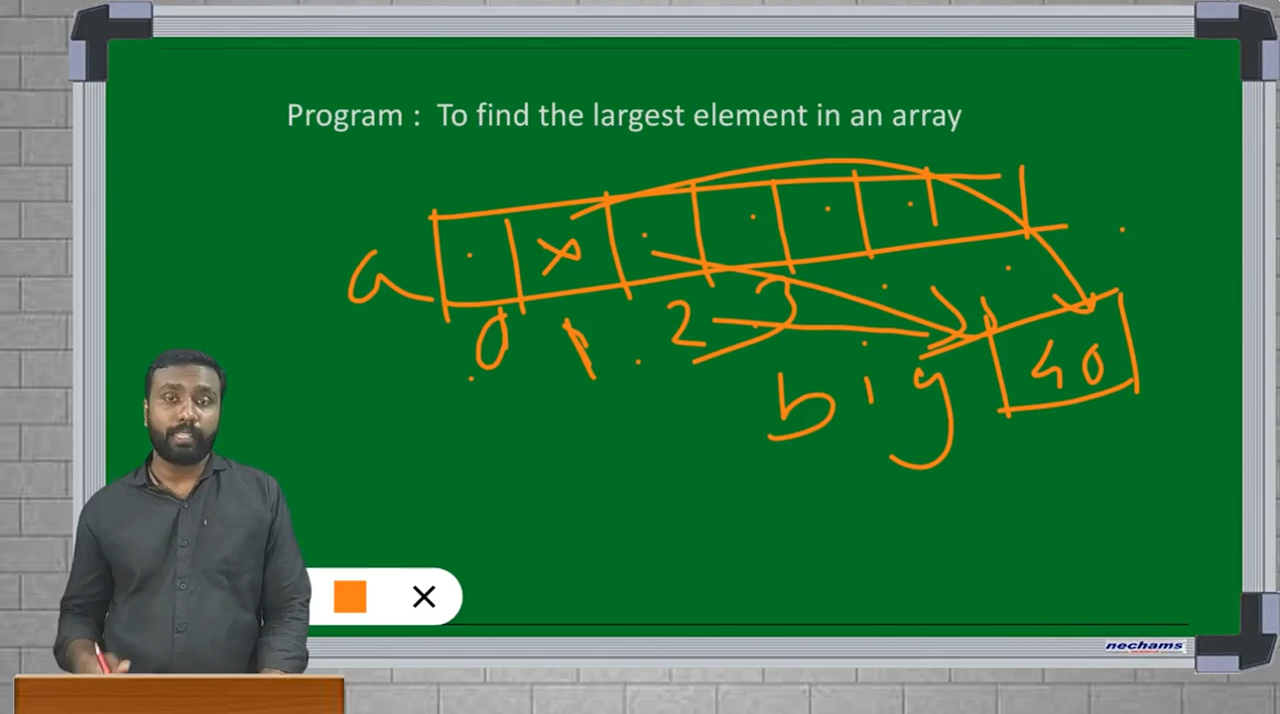 Program : To find the largest element in an array
a
0 1 2 3
big 40
nechams